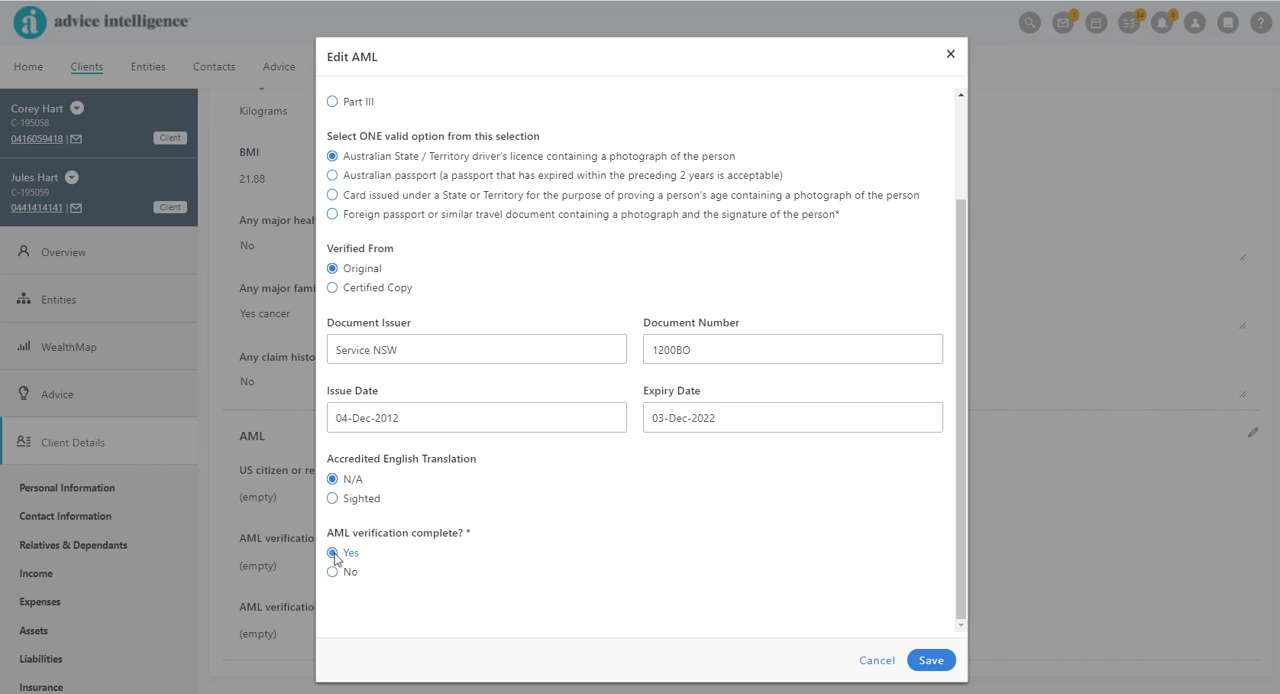 advice intelligence
1
34
8
Home
Clients
Entities
Contacts
Advice
Corey Hart
C-195058
0416059418 |
Client
Jules Hart
C-195059
0441414141 |
Client
Overview
Entities
WealthMap
Advice
Client Details
Personal Information
Contact Information
Relatives & Dependants
Income
Expenses
Assets
Liabilities
Insurance
Kilograms
BMI
21.88
Any major heal
No
Any major fami
Yes cancer
Any claim histo
No
AML
US citizen or re
(empty)
AML verificatio
(empty)
AML verificatio
(empty)
Edit AML
Part III
Select ONE valid option from this selection
Australian State / Territory driver's licence containing a photograph of the person
Australian passport (a passport that has expired within the preceding 2 years is acceptable)
Card issued under a State or Territory for the purpose of proving a person's age containing a photograph of the person
Foreign passport or similar travel document containing a photograph and the signature of the person*
Verified From
Original
Certified Copy
Document Issuer
Document Number
Service NSW
1200BO
Issue Date
Expiry Date
04-Dec-2012
03-Dec-2022
Accredited English Translation
N/A
Sighted
AML verification complete? *
Yes
No
Cancel
Save